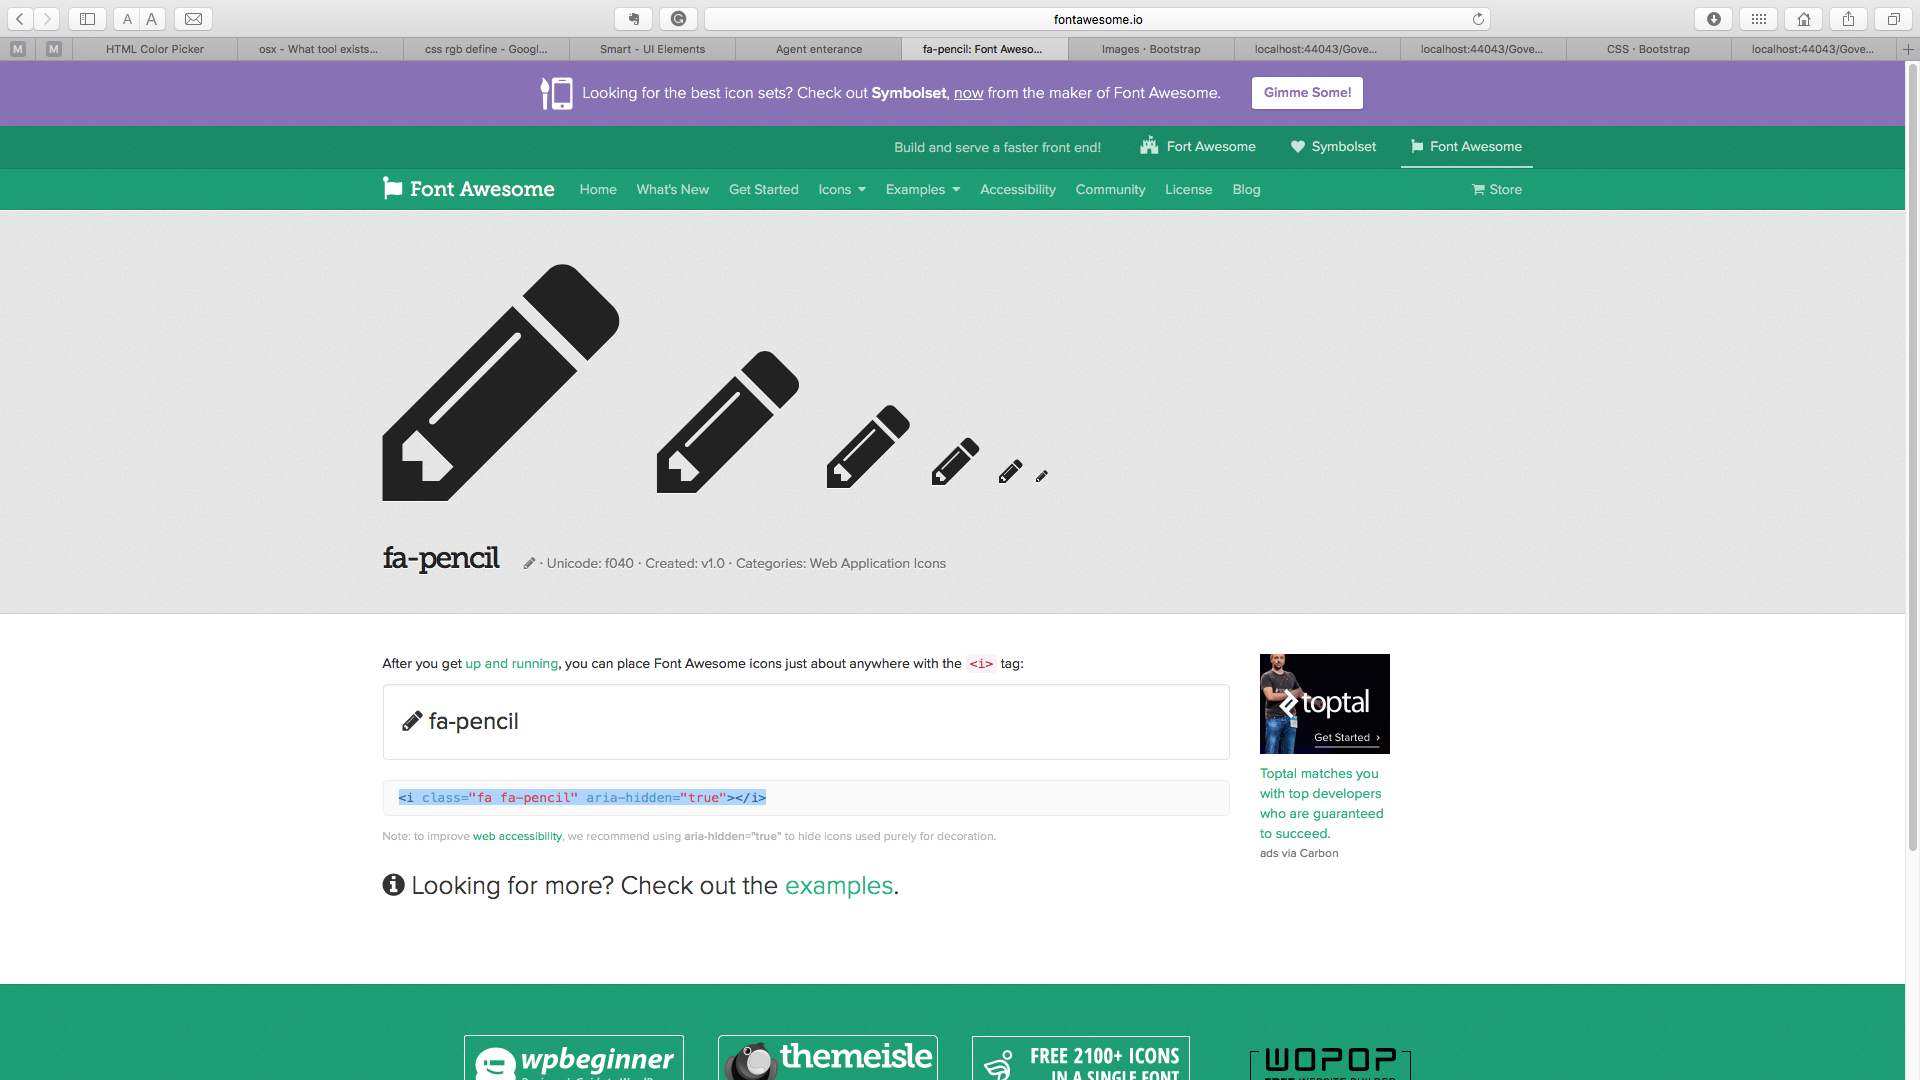 A A
fontawesome.io
M M HTML Color Picker osx - What tool exists... css rgb define - Googl... Smart - UI Elements Agent enterance fa-pencil: Font Aweso... Images · Bootstrap localhost:44043/Gove... localhost:44043/Gove... CSS · Bootstrap localhost:44043/Gove...
Looking for the best icon sets? Check out Symbolset, now from the maker of Font Awesome. Gimme Some!
Build and serve a faster front end! Fort Awesome Symbolset Font Awesome
Font Awesome Home What's New Get Started Icons Examples Accessibility Community License Blog Store
fa-pencil · Unicode: f040 · Created: v1.0 · Categories: Web Application Icons
After you get up and running, you can place Font Awesome icons just about anywhere with the <i> tag:
fa-pencil
<i class="fa fa-pencil" aria-hidden="true"></i>
Note: to improve web accessibility, we recommend using aria-hidden="true" to hide icons used purely for decoration.
Looking for more? Check out the examples.
toptal
Get Started ›
Toptal matches you
with top developers
who are guaranteed
to succeed.
ads via Carbon
wpbeginner
themeisle
FREE 2100+ ICONS
IN A SINGLE FONT
WOPOP
FREE WEBSITE BUILDER